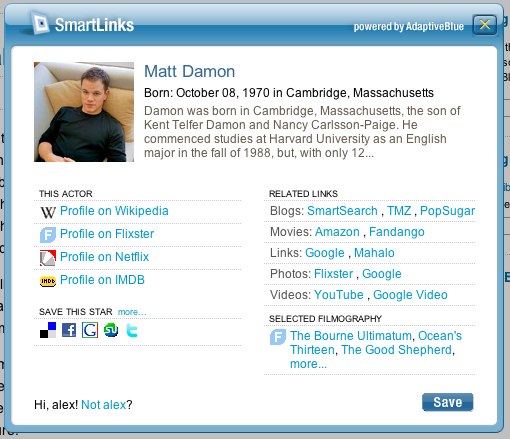 SmartLinks powered by AdaptiveBlue
Matt Damon
Born: October 08, 1970 in Cambridge, Massachusetts
Damon was born in Cambridge, Massachusetts, the son of
Kent Telfer Damon and Nancy Carlsson-Paige. He
commenced studies at Harvard University as an English
major in the fall of 1988, but, with only 12...
THIS ACTOR
W Profile on Wikipedia
F Profile on Flixster
Profile on Netflix
IMDb Profile on IMDB
SAVE THIS STAR more...
RELATED LINKS
Blogs: SmartSearch , TMZ , PopSugar
Movies: Amazon , Fandango
Links: Google , Mahalo
Photos: Flixster , Google
Videos: YouTube , Google Video
SELECTED FILMOGRAPHY
The Bourne Ultimatum, Ocean's
Thirteen, The Good Shepherd,
more...
Hi, alex! Not alex?
Save